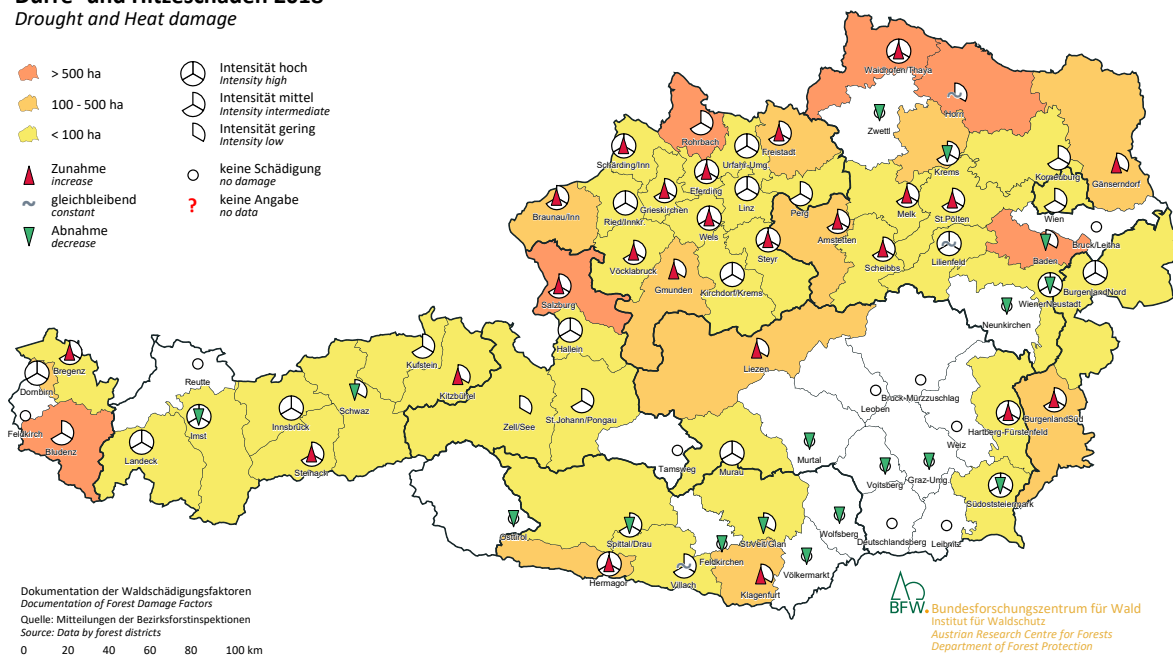 Dürre- und Hitzeschäden 2018
Drought and Heat damage
> 500 ha
100 - 500 ha
< 100 ha
Zunahme
increase
gleichbleibend
constant
Abnahme
decrease
Intensität hoch
Intensity high
Intensität mittel
Intensity intermediate
Intensität gering
Intensity low
keine Schädigung
no damage
?
keine Angabe
no data
Waidhofen/Thaya
Horn
Zwettl
Rohrbach
Freistadt
Schärding/Inn
Urfahr-Umg.
Krems
Korneuburg
Gänserndorf
Eferding
Braunau/Inn
Ried/Innkr.
Grieskirchen
Linz
Perg
Melk
St.Pölten
Wien
Wels
Amstetten
Steyr
Scheibbs
Lilienfeld
Baden
Bruck/Leitha
Vöcklabruck
Gmunden
Kirchdorf/Krems
BurgenlandNord
WienerNeustadt
Salzburg
Neunkirchen
Hallein
Bregenz
Kufstein
Liezen
Dornbirn
Reutte
Kitzbühel
Schwaz
Leoben
Bruck-Mürzzuschlag
Feldkirch
Bludenz
Imst
Innsbruck
Zell/See
St.Johann/Pongau
BurgenlandSüd
Hartberg-Fürstenfeld
Landeck
Steinach
Tamsweg
Murau
Murtal
Weiz
Voitsberg
Graz-Umg.
Südoststeiermark
Osttirol
Spittal/Drau
St.Veit/Glan
Wolfsberg
Deutschlandsberg
Leibnitz
Feldkirchen
Hermagor
Villach
Klagenfurt
Völkermarkt
Dokumentation der Waldschädigungsfaktoren
Documentation of Forest Damage Factors
Quelle: Mitteilungen der Bezirksforstinspektionen
Source: Data by forest districts
0 20 40 60 80 100 km
BFW
Bundesforschungszentrum für Wald
Institut für Waldschutz
Austrian Research Centre for Forests
Department of Forest Protection